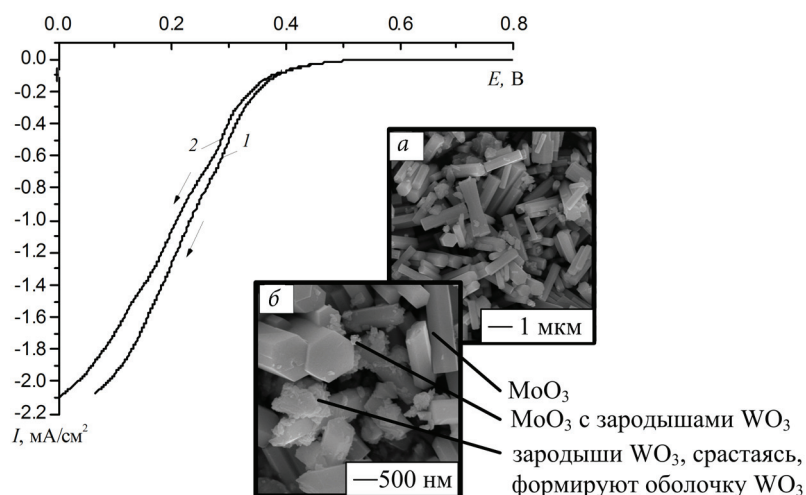 0.0 0.2 0.4 0.6 0.8
E, В
0.0
-0.2
-0.4
-0.6
-0.8
-1.0
-1.2
-1.4
-1.6
-1.8
-2.0
-2.2
I, мА/см²
2 1
а
1 мкм
б
500 нм
MoO₃
MoO₃ с зародышами WO₃
зародыши WO₃, срастаясь,
формируют оболочку WO₃